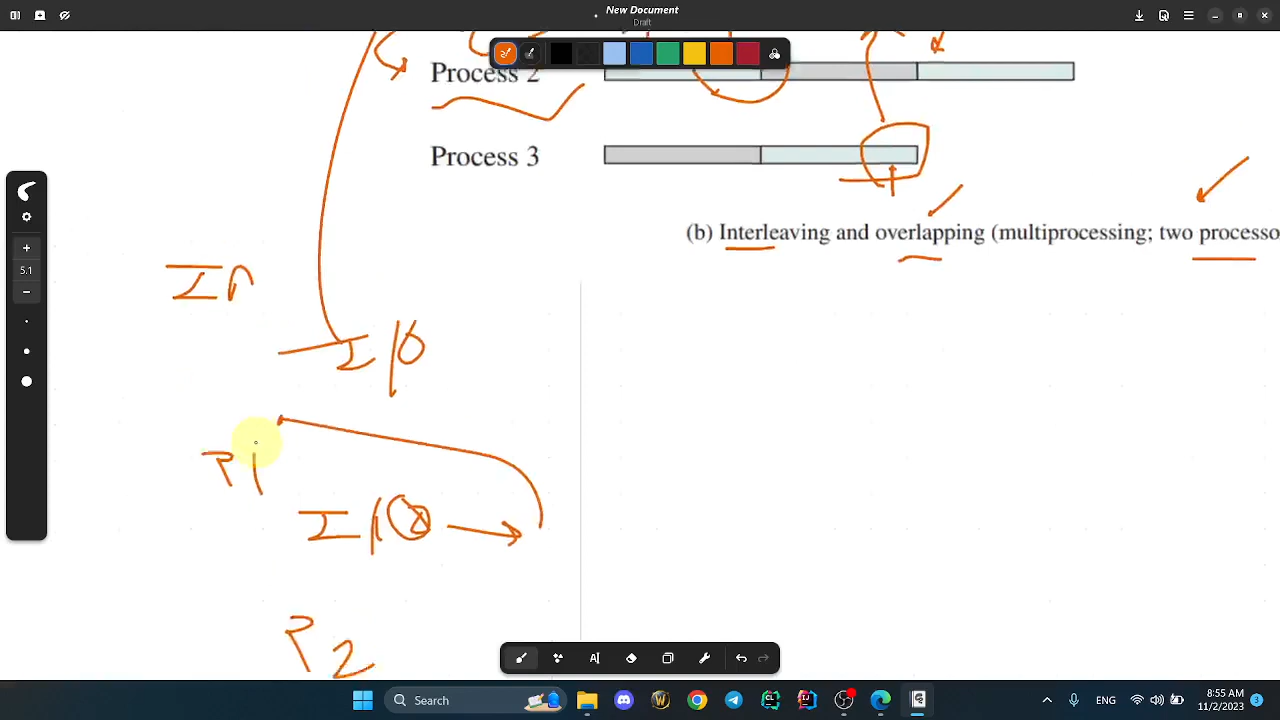 New Document
Draft
Process 2
Process 3
(b) Interleaving and overlapping (multiprocessing; two processo
5.1
I/O
P1
I/O
P2
Search
ENG
8:55 AM
11/2/2023
3